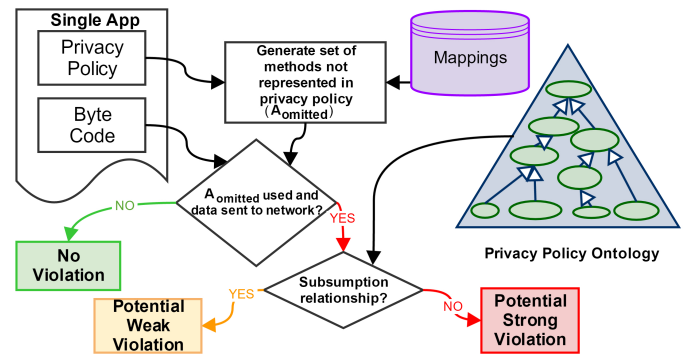 Single App
Privacy
Policy
Byte
Code
Generate set of
methods not
represented in
privacy policy
(Aomitted)
Mappings
Aomitted used and
data sent to network?
NO
YES
Privacy Policy Ontology
No
Violation
Subsumption
relationship?
YES
NO
Potential
Weak
Violation
Potential
Strong
Violation